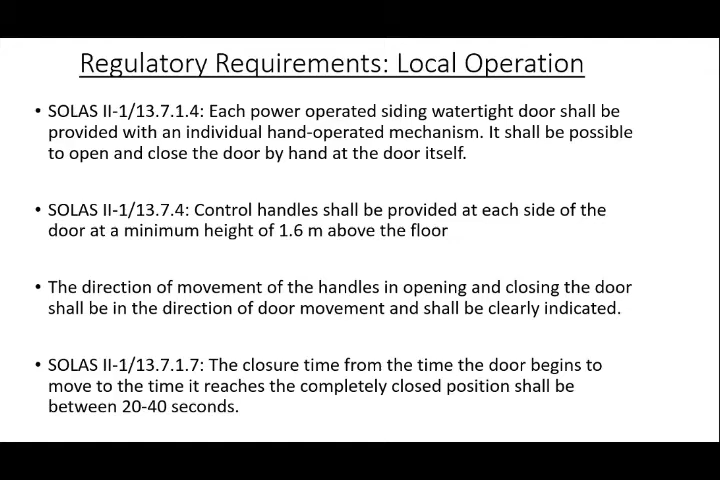 Regulatory Requirements: Local Operation
• SOLAS II-1/13.7.1.4: Each power operated siding watertight door shall be
provided with an individual hand-operated mechanism. It shall be possible
to open and close the door by hand at the door itself.
• SOLAS II-1/13.7.4: Control handles shall be provided at each side of the
door at a minimum height of 1.6 m above the floor
• The direction of movement of the handles in opening and closing the door
shall be in the direction of door movement and shall be clearly indicated.
• SOLAS II-1/13.7.1.7: The closure time from the time the door begins to
move to the time it reaches the completely closed position shall be
between 20-40 seconds.